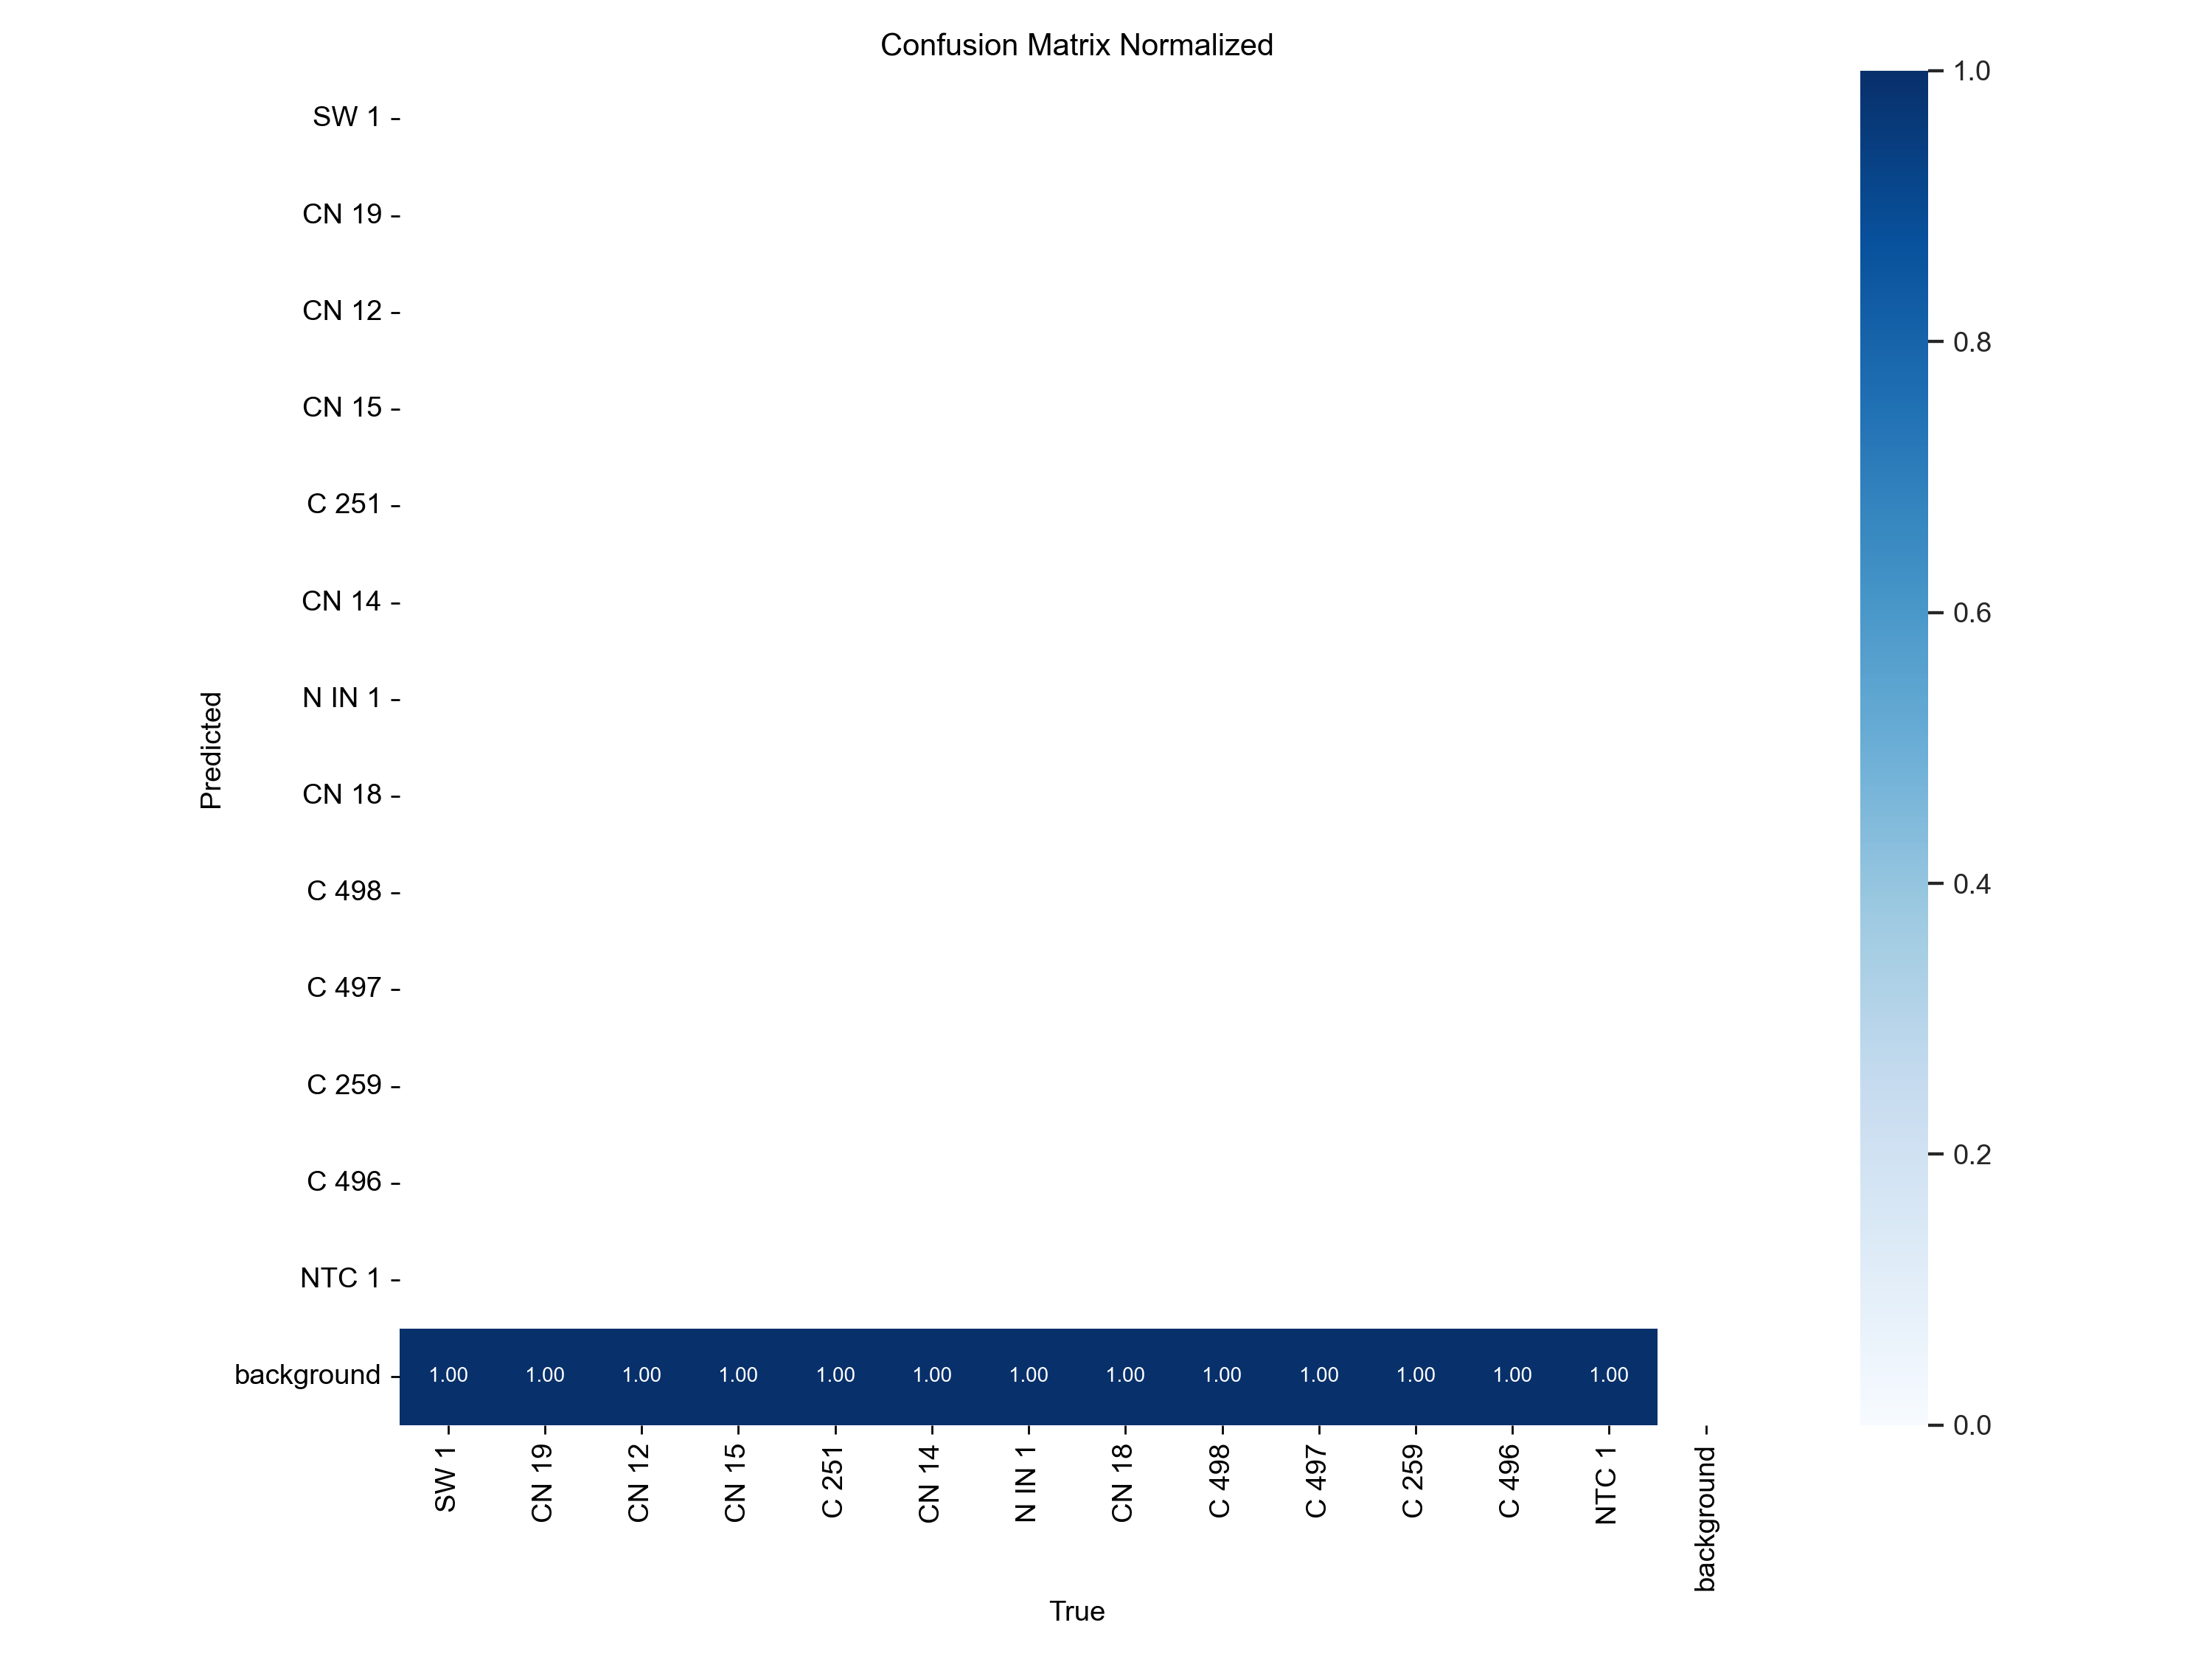 Confusion Matrix Normalized
SW 1
CN 19
CN 12
CN 15
C 251
CN 14
N IN 1
CN 18
C 498
C 497
C 259
C 496
NTC 1
background
Predicted
1.00 1.00 1.00 1.00 1.00 1.00 1.00 1.00 1.00 1.00 1.00 1.00 1.00
SW 1 CN 19 CN 12 CN 15 C 251 CN 14 N IN 1 CN 18 C 498 C 497 C 259 C 496 NTC 1 background
True
1.0
0.8
0.6
0.4
0.2
0.0